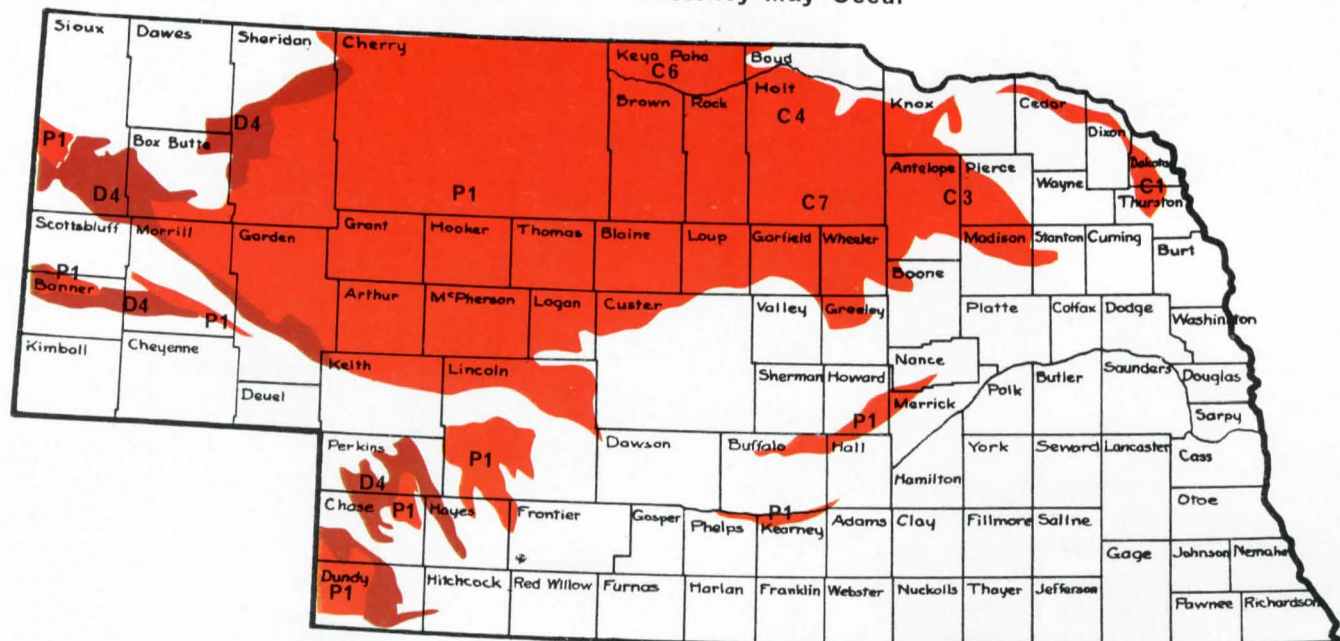 May Occur
Sioux
Dawes
Sheridan
Cherry
Keya Paha
C6
Boyd
Holt
C4
Knox
Cedar
Dixon
Dakota
C1
Thurston
Brown
Rock
Box Butte
D4
P1
D4
P1
C7
Antelope
Pierce
C3
Wayne
Scottsbluff
Morrill
Garden
Grant
Hooker
Thomas
Blaine
Loup
Garfield
Wheeler
Madison
Stanton
Cuming
Burt
Boone
P1
Banner
D4
P1
Arthur
McPherson
Logan
Custer
Valley
Greeley
Platte
Colfax
Dodge
Washington
Kimball
Cheyenne
Deuel
Keith
Lincoln
Nance
Sherman
Howard
Merrick
P1
Polk
Butler
Saunders
Douglas
Sarpy
Perkins
D4
P1
Dawson
Buffalo
Hall
Hamilton
York
Seward
Lancaster
Cass
Otoe
Chase
P1
Hayes
Frontier
Gosper
Phelps
P1
Kearney
Adams
Clay
Fillmore
Saline
Gage
Johnson
Nemaha
Dundy
P1
Hitchcock
Red Willow
Furnas
Harlan
Franklin
Webster
Nuckolls
Thayer
Jefferson
Pawnee
Richardson